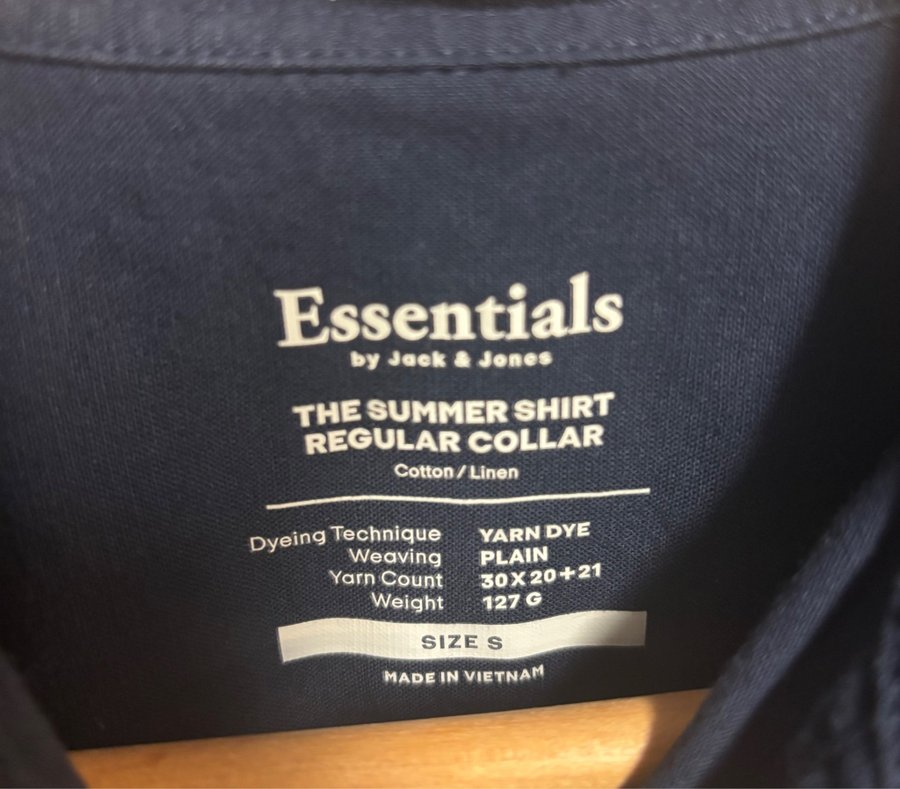 Essentials
by Jack & Jones
THE SUMMER SHIRT
REGULAR COLLAR
Cotton / Linen
Dyeing Technique YARN DYE
Weaving PLAIN
Yarn Count 30X20+21
Weight 127 G
SIZE S
MADE IN VIETNAM